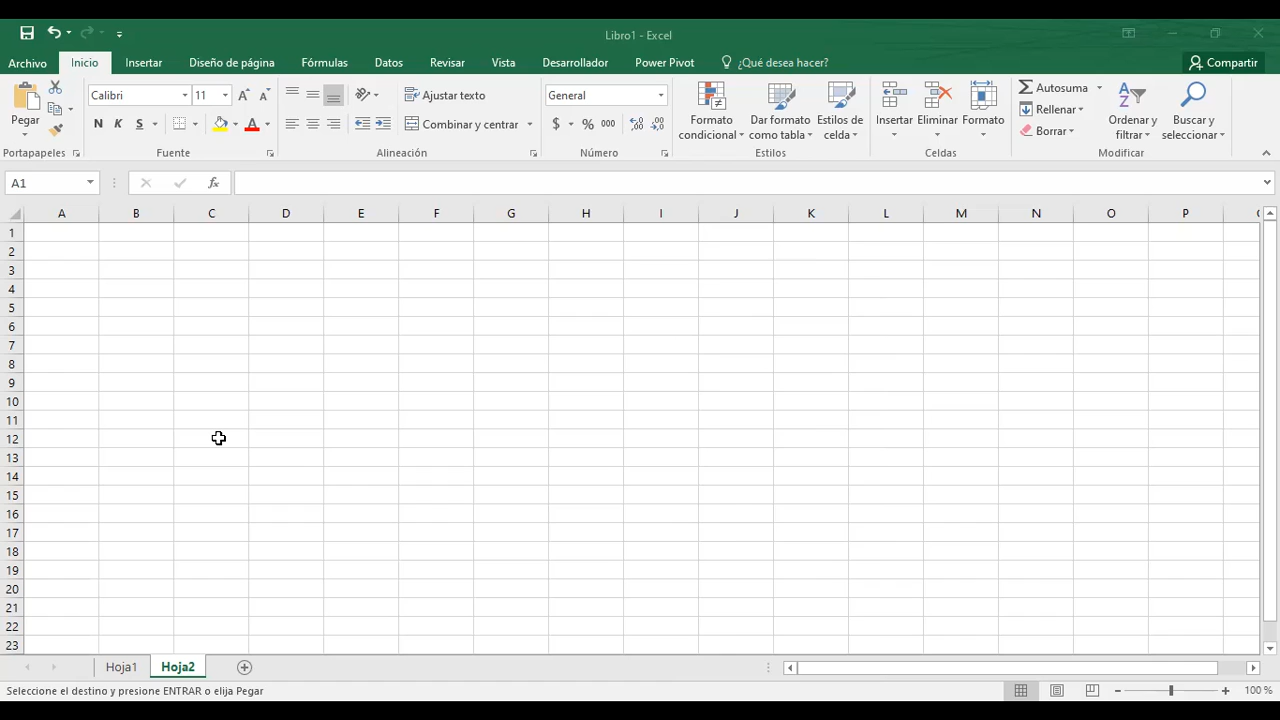 Libro1 - Excel
Archivo Inicio Insertar Diseño de página Fórmulas Datos Revisar Vista Desarrollador Power Pivot ¿Qué desea hacer? Compartir
Pegar
Portapapeles
Calibri 11
N K S
Fuente
Ajustar texto
Combinar y centrar
Alineación
General
$ % 000
Número
Formato condicional
Dar formato como tabla
Estilos de celda
Estilos
Insertar Eliminar Formato
Celdas
Autosuma
Rellenar
Borrar
Ordenar y filtrar
Buscar y seleccionar
Modificar
A1 fx
A B C D E F G H I J K L M N O P
1
2
3
4
5
6
7
8
9
10
11
12
13
14
15
16
17
18
19
20
21
22
23
Hoja1 Hoja2
Seleccione el destino y presione ENTRAR o elija Pegar 100 %